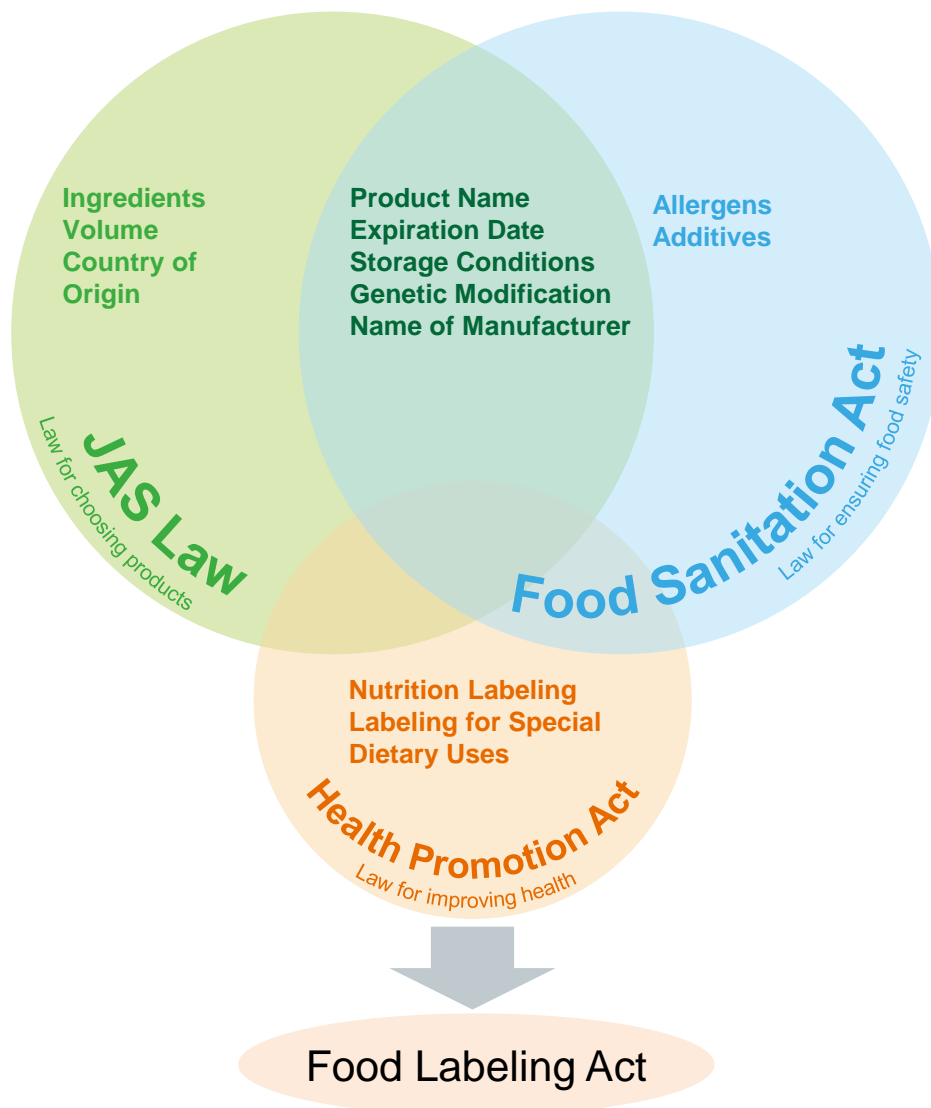 Ingredients
Volume
Country of
Origin
Product Name
Expiration Date
Storage Conditions
Genetic Modification
Name of Manufacturer
Allergens
Additives
JAS Law
Law for choosing products
Food Sanitation Act
Law for ensuring food safety
Nutrition Labeling
Labeling for Special
Dietary Uses
Health Promotion Act
Law for improving health
Food Labeling Act